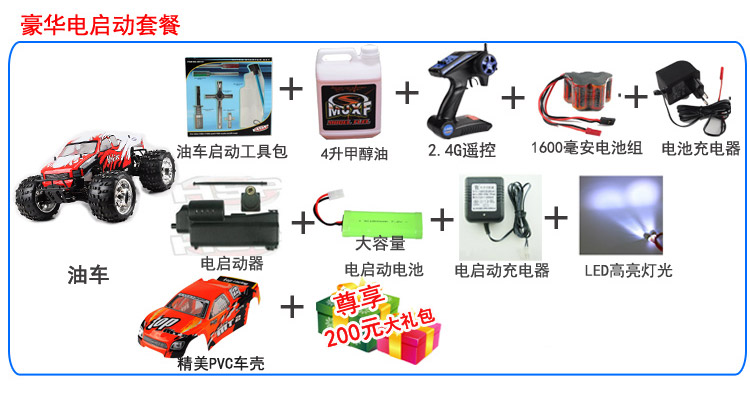 豪华电启动套餐
油车启动工具包
4升甲醇油
2.4G遥控
1600毫安电池组
电池充电器
油车
电启动器
大容量
电启动电池
电启动充电器
LED高亮灯光
精美PVC车壳
尊享
200元大礼包